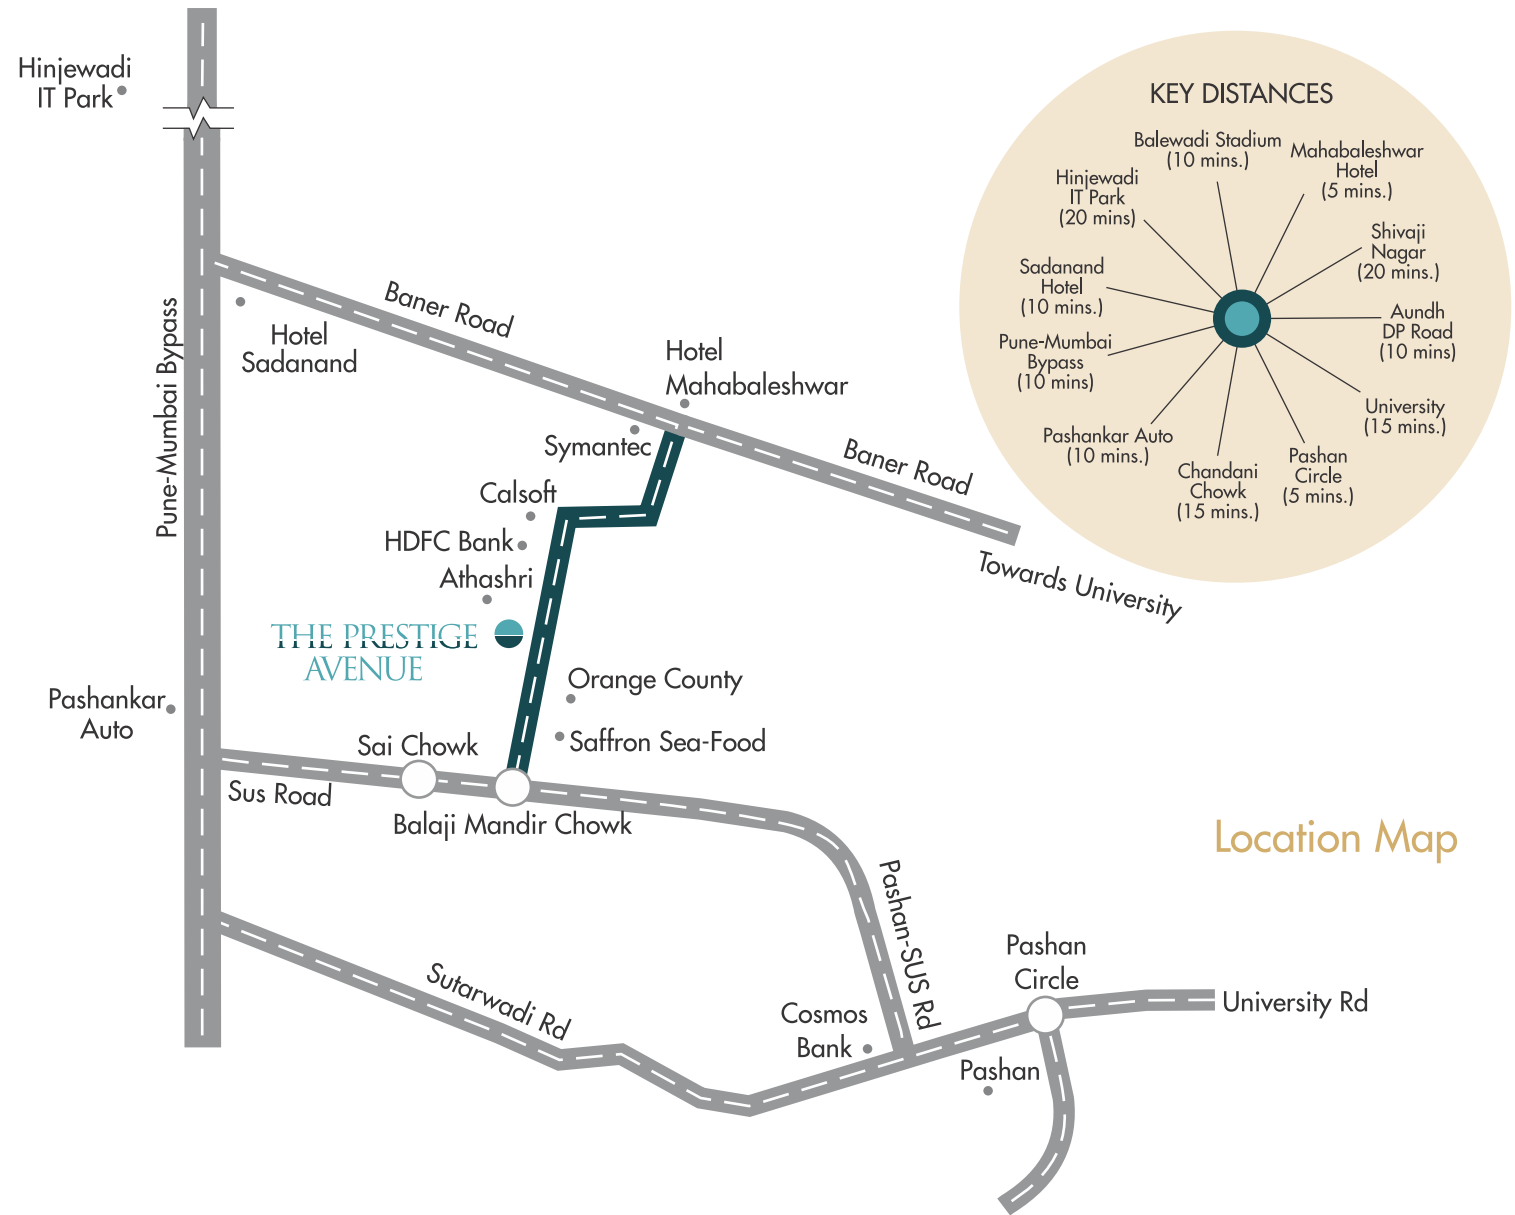 Hinjewadi
IT Park
KEY DISTANCES
Balewadi Stadium
(10 mins.)
Mahabaleshwar
Hotel
(5 mins.)
Hinjewadi
IT Park
(20 mins)
Shivaji
Nagar
(20 mins.)
Sadanand
Hotel
(10 mins.)
Aundh
DP Road
(10 mins)
Pune-Mumbai
Bypass
(10 mins)
University
(15 mins.)
Pashankar Auto
(10 mins.)
Pashan
Circle
(5 mins.)
Chandani
Chowk
(15 mins.)
Pune-Mumbai Bypass
Baner Road
Hotel
Sadanand
Hotel
Mahabaleshwar
Symantec
Baner Road
Calsoft
HDFC Bank
Athashri
Towards University
THE PRESTIGE
AVENUE
Orange County
Pashankar
Auto
Saffron Sea-Food
Sai Chowk
Sus Road
Balaji Mandir Chowk
Location Map
Pashan-SUS Rd
Sutarwadi Rd
Pashan
Circle
University Rd
Cosmos
Bank
Pashan